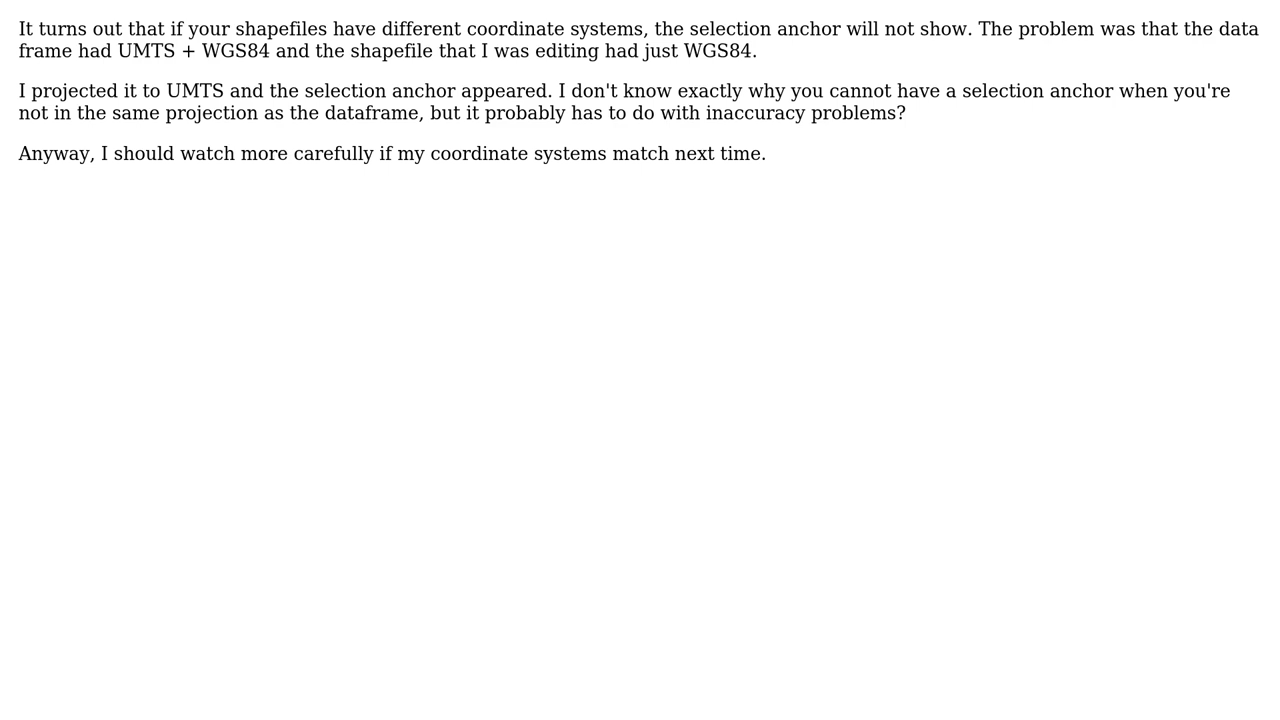 It turns out that if your shapefiles have different coordinate systems, the selection anchor will not show. The problem was that the data
frame had UMTS + WGS84 and the shapefile that I was editing had just WGS84.
I projected it to UMTS and the selection anchor appeared. I don't know exactly why you cannot have a selection anchor when you're
not in the same projection as the dataframe, but it probably has to do with inaccuracy problems?
Anyway, I should watch more carefully if my coordinate systems match next time.